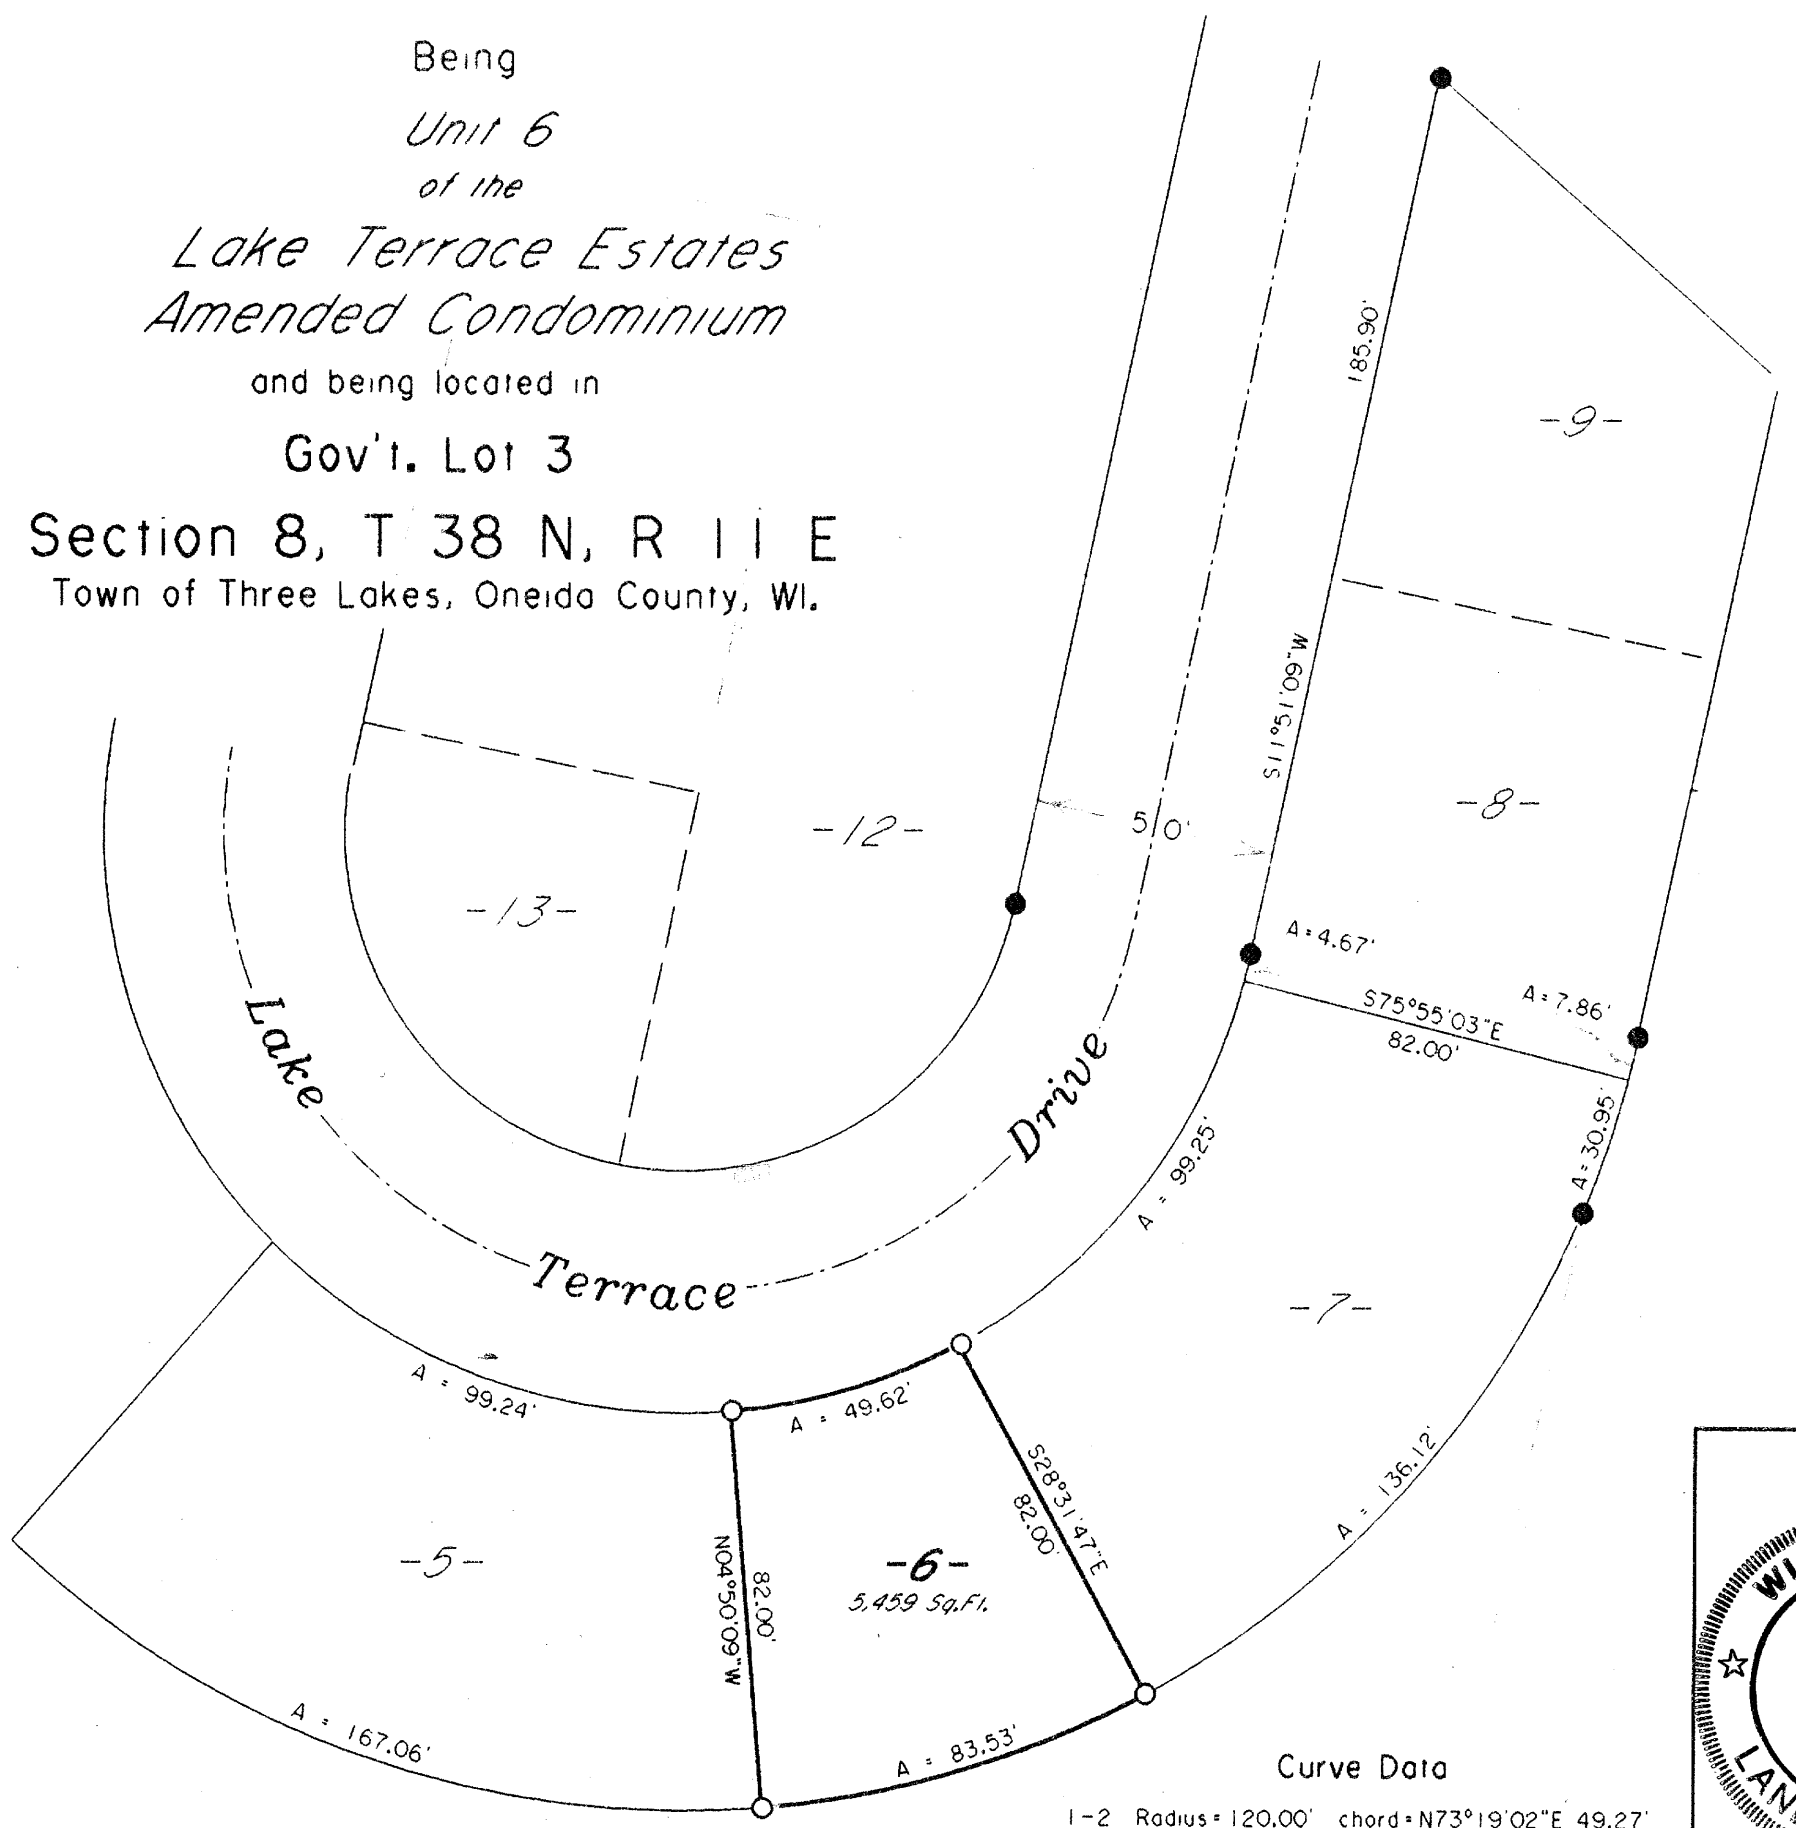 Being
Unit 6
of the
Lake Terrace Estates
Amended Condominium
and being located in
Gov't. Lot 3
Section 8, T 38 N, R 11 E
Town of Three Lakes, Oneida County, WI.
185.90'
-9-
S11°51'09"W
-8-
-12-
50'
-13-
A=4.67'
A=7.86'
S75°55'03"E
82.00'
Lake
Terrace
Drive
A = 99.25'
A=30.95'
-7-
A = 99.24'
A = 49.62'
S28°31'47"E
82.00'
A = 136.12'
-5-
N04°50'09"W
82.00'
-6-
5,459 Sq.Ft.
A = 167.06'
A = 83.53'
Curve Data
1-2 Radius = 120.00' chord = N73°19'02"E 49.27'
WI
LAN